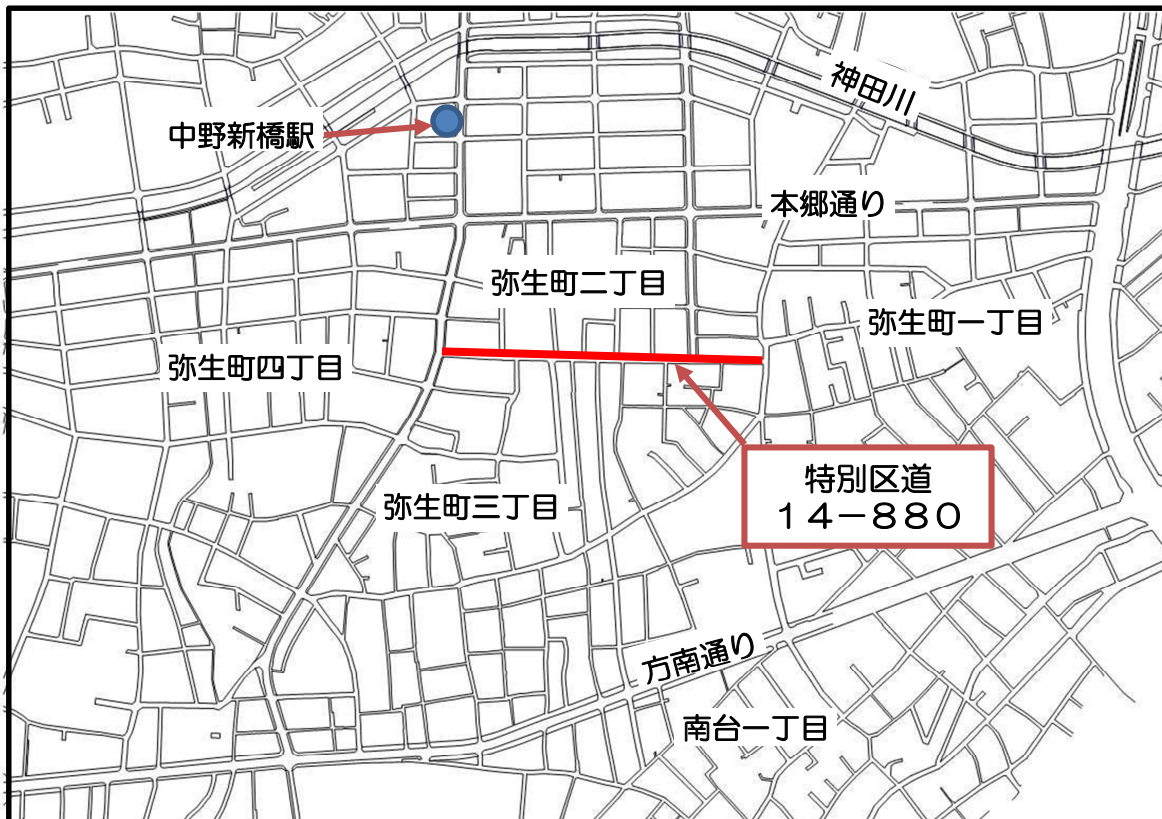 神田川
中野新橋駅
本郷通り
弥生町二丁目
弥生町一丁目
弥生町四丁目
特別区道
14-880
弥生町三丁目
方南通り
南台一丁目